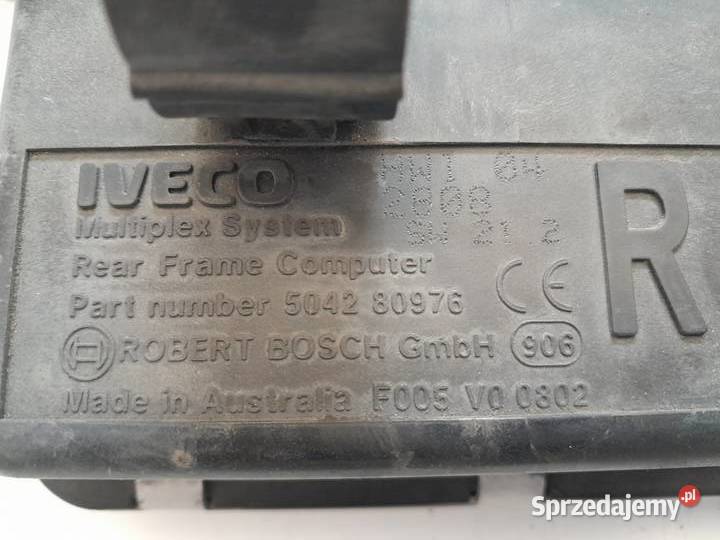 IVECO
Multiplex System
Rear Frame Computer
Part number 5042 80976
CE
R
BOSCH ROBERT BOSCH GmbH 906
Made in Australia F005 V0 0802
Sprzedajemy.pl